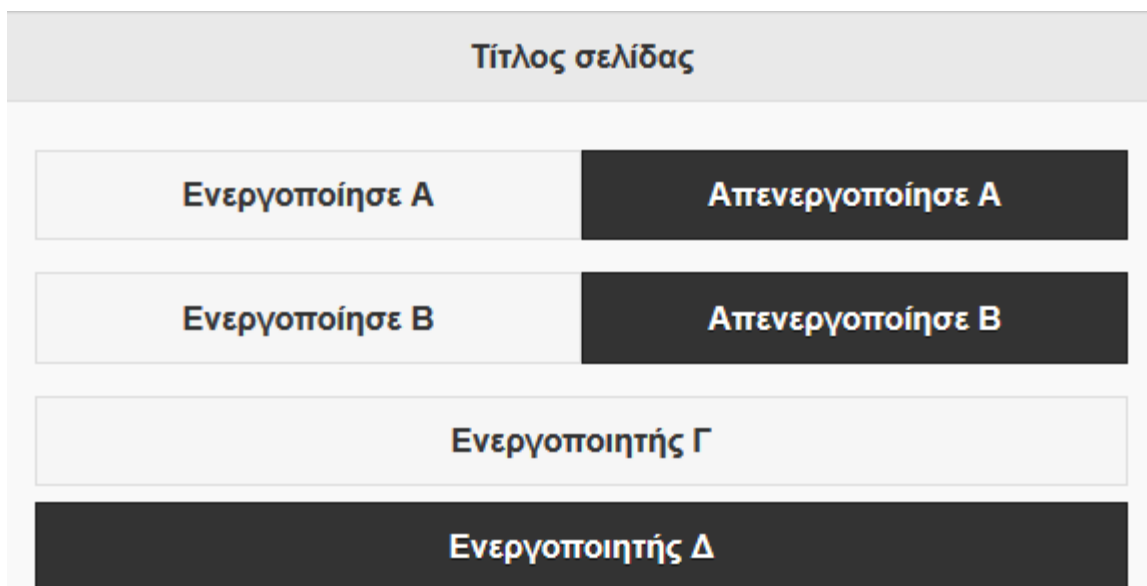 Τίτλος σελίδας
Ενεργοποίησε Α Απενεργοποίησε Α
Ενεργοποίησε Β Απενεργοποίησε Β
Ενεργοποιητής Γ
Ενεργοποιητής Δ